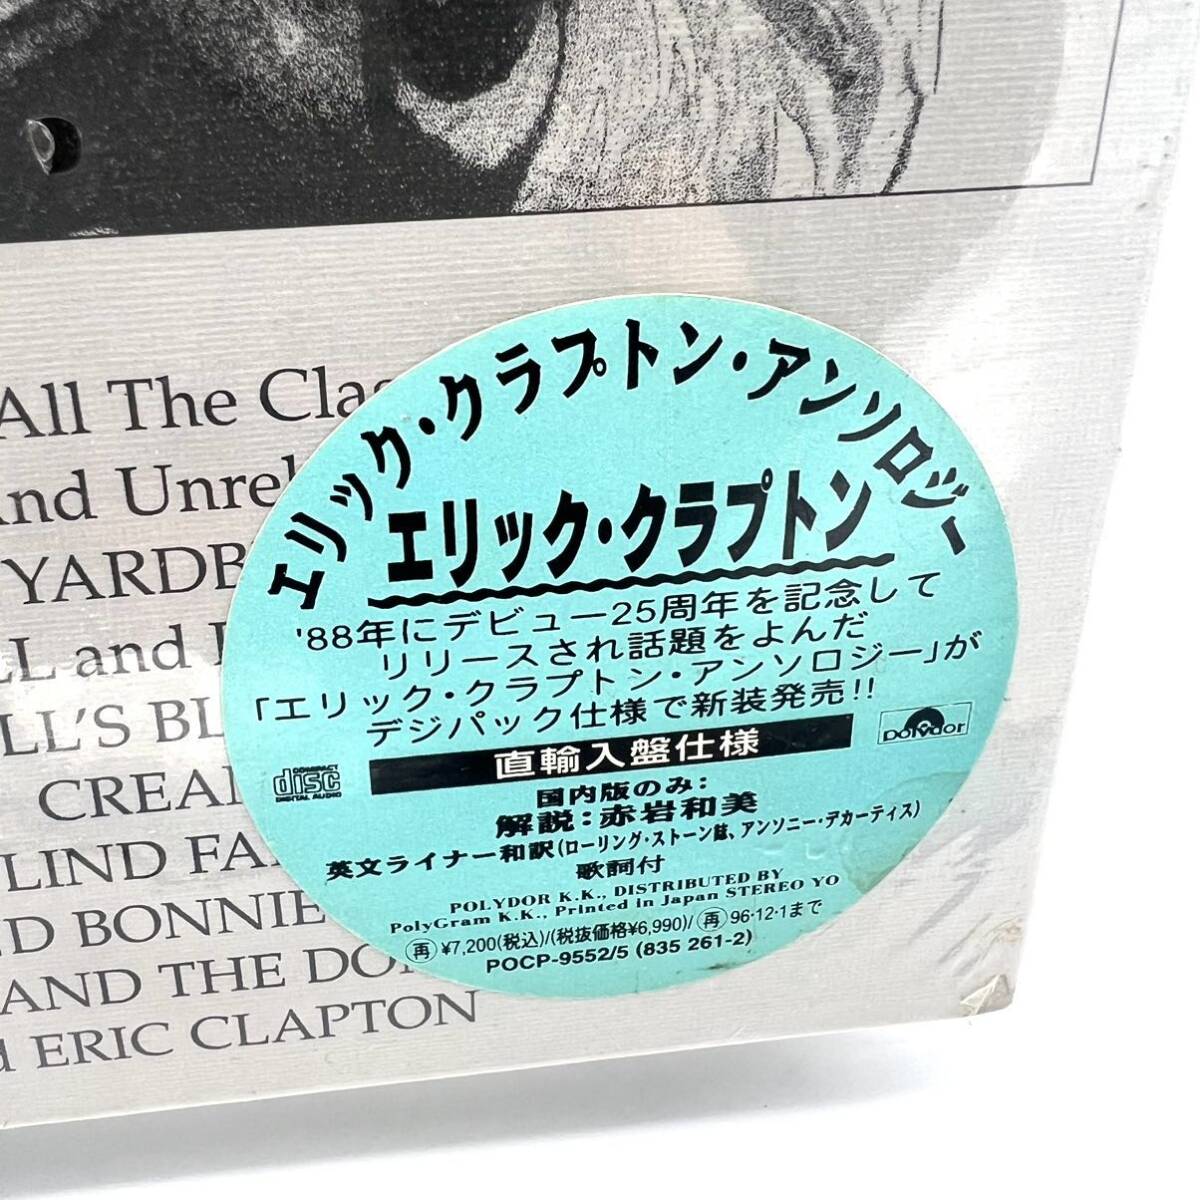 All The Clas
and Unrel
YARDB
LL and
LL'S BL
CREAM
LIND FA
BONNIE
AND THE DO
ERIC CLAPTON
エリック・クラプトン・アンソロジー
エリック・クラプトン
'88年にデビュー25周年を記念して
リリースされ話題をよんだ
「エリック・クラプトン・アンソロジー」が
デジパック仕様で新装発売!!
直輸入盤仕様
COMPACT
disc
DIGITAL AUDIO
polydor
国内版のみ:
解説:赤岩和美
英文ライナー和訳(ローリング・ストーン誌、アンソニー・デカーティス)
歌詞付
POLYDOR K.K., DISTRIBUTED BY
PolyGram K.K., Printed in Japan STEREO YO
再 ¥7,200(税込)/(税抜価格¥6,990)/再 96・12・1まで
POCP-9552/5 (835 261-2)